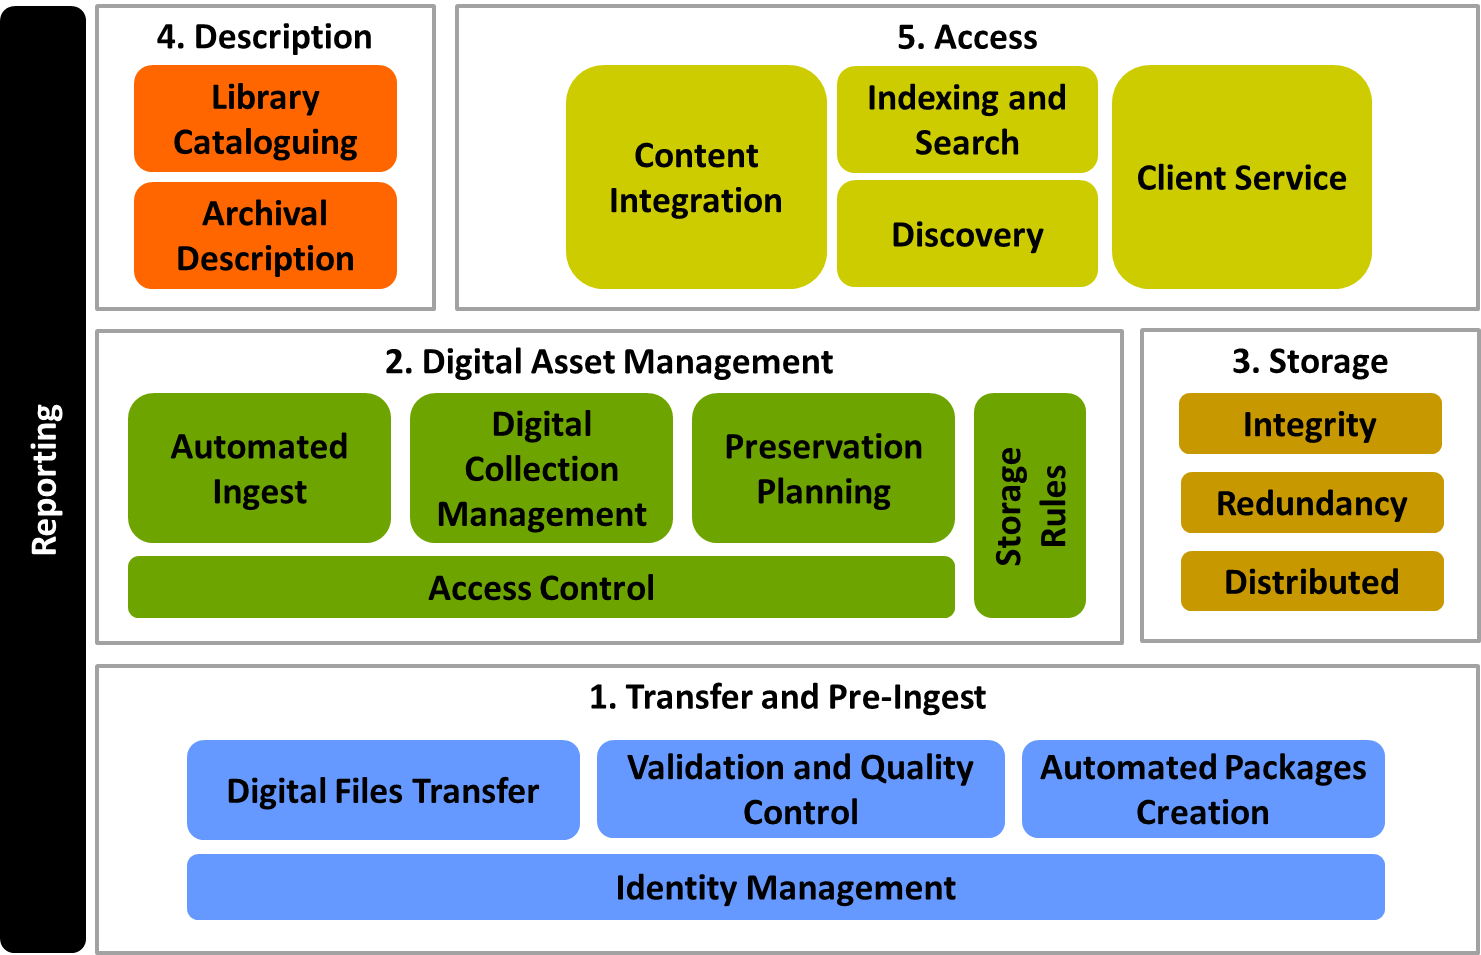 Reporting
4. Description
Library
Cataloguing
Archival
Description
5. Access
Content
Integration
Indexing and
Search
Discovery
Client Service
2. Digital Asset Management
Automated
Ingest
Digital
Collection
Management
Preservation
Planning
Storage
Rules
Access Control
3. Storage
Integrity
Redundancy
Distributed
1. Transfer and Pre-Ingest
Digital Files Transfer
Validation and Quality
Control
Automated Packages
Creation
Identity Management